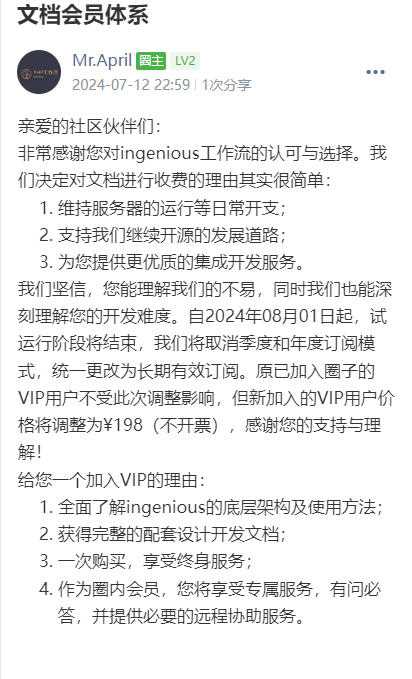 文档会员体系
Mr.April 圈主 LV2
2024-07-12 22:59 | 1次分享
亲爱的社区伙伴们：
非常感谢您对ingenious工作流的认可与选择。我
们决定对文档进行收费的理由其实很简单：
1. 维持服务器的运行等日常开支；
2. 支持我们继续开源的发展道路；
3. 为您提供更优质的集成开发服务。
我们坚信，您能理解我们的不易，同时我们也能深
刻理解您的开发难度。自2024年08月01日起，试
运行阶段将结束，我们将取消季度和年度订阅模
式，统一更改为长期有效订阅。原已加入圈子的
VIP用户不受此次调整影响，但新加入的VIP用户价
格将调整为¥198（不开票），感谢您的支持与理
解！
给您一个加入VIP的理由：
1. 全面了解ingenious的底层架构及使用方法；
2. 获得完整的配套设计开发文档；
3. 一次购买，享受终身服务；
4. 作为圈内会员，您将享受专属服务，有问必
答，并提供必要的远程协助服务。